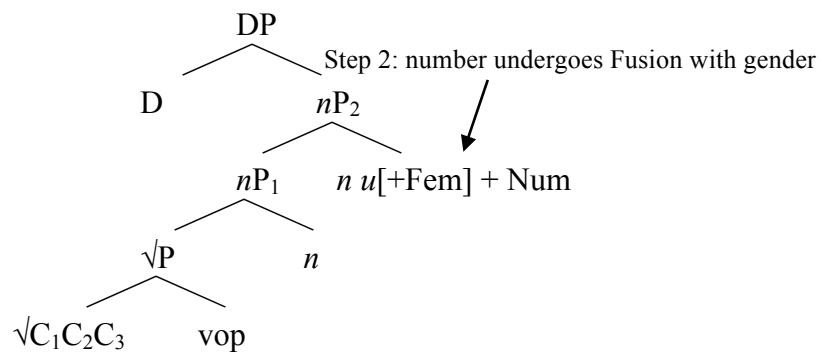 DP
Step 2: number undergoes Fusion with gender
D
nP₂
nP₁
n u[+Fem] + Num
√P
n
√C₁C₂C₃
vop